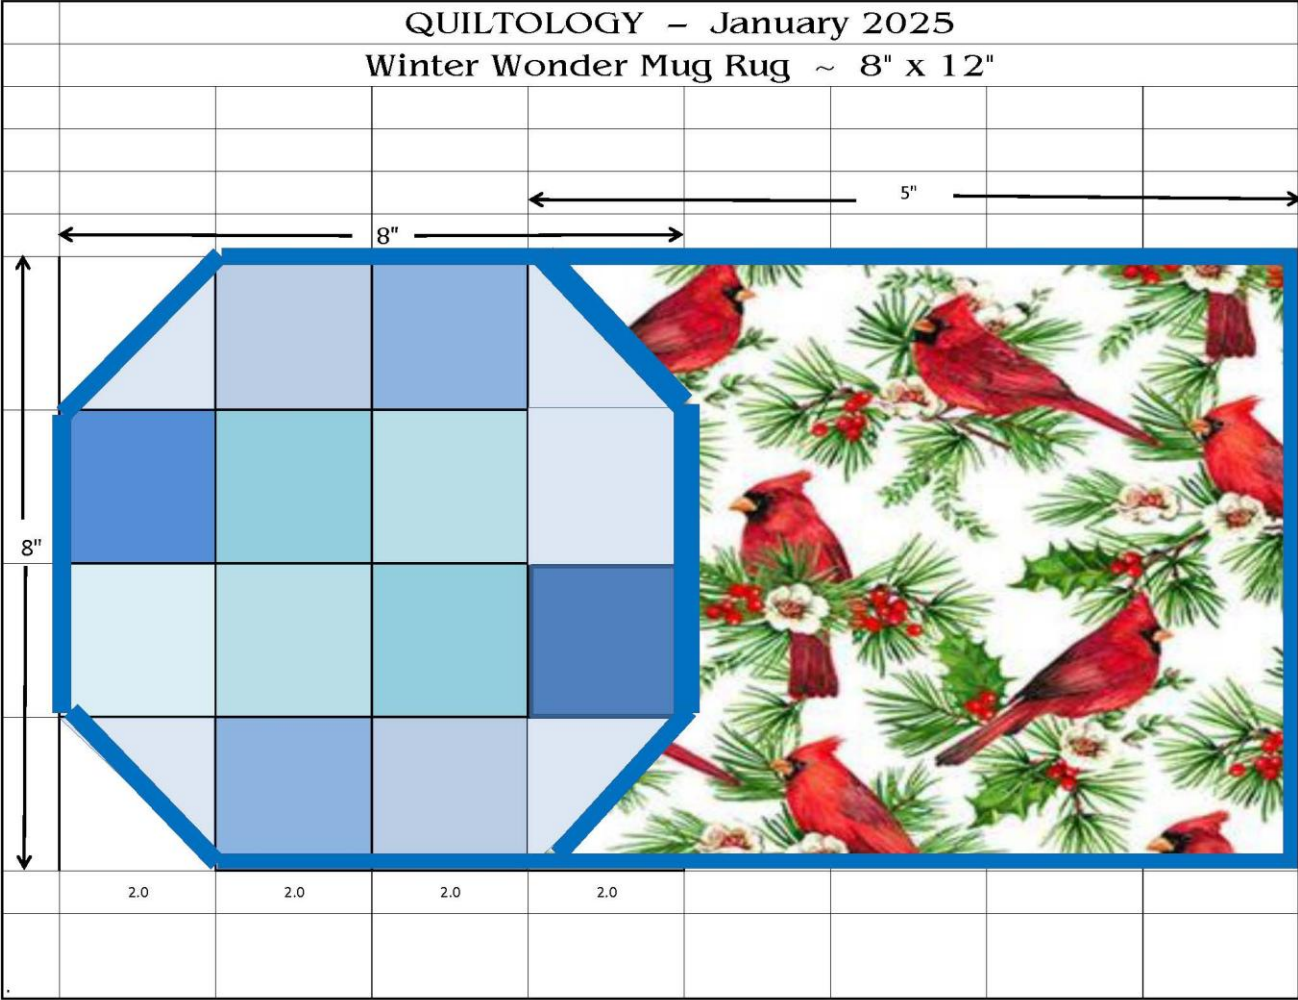 QUILTOLOGY – January 2025
Winter Wonder Mug Rug ~ 8" x 12"
5"
8"
8"
2.0 2.0 2.0 2.0
.